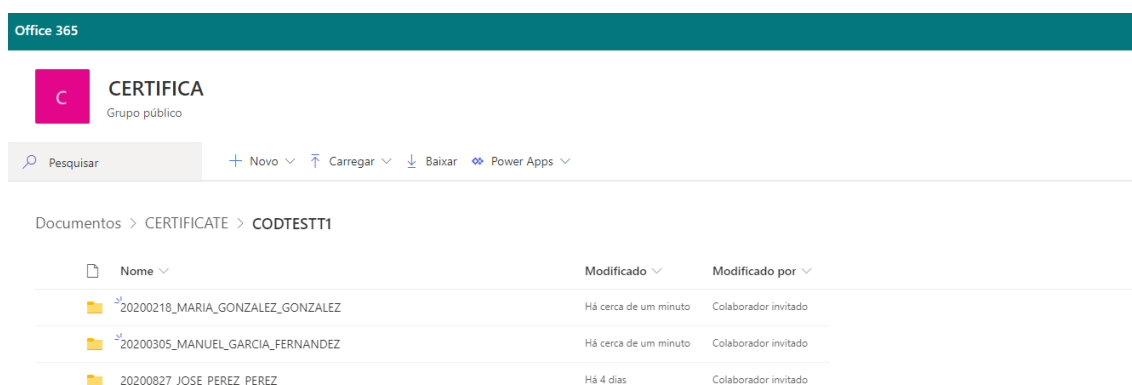 Office 365
C
CERTIFICA
Grupo público
Pesquisar
Novo Carregar Baixar Power Apps
Documentos > CERTIFICATE > CODTESTT1
Nome Modificado Modificado por
20200218_MARIA_GONZALEZ_GONZALEZ Há cerca de um minuto Colaborador invitado
20200305_MANUEL_GARCIA_FERNANDEZ Há cerca de um minuto Colaborador invitado
20200827_JOSE_PEREZ_PEREZ Há 4 dias Colaborador invitado